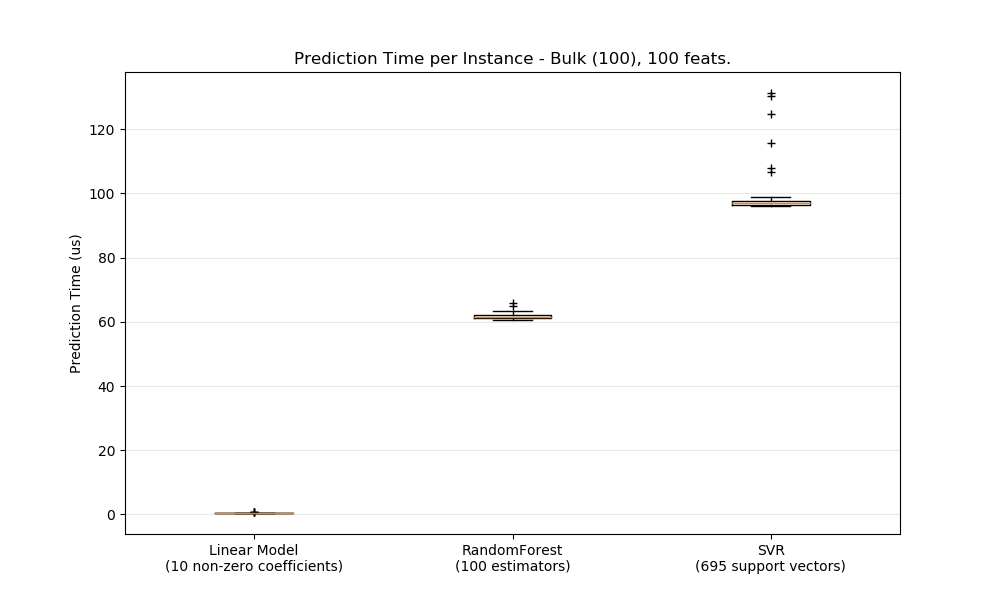 Prediction Time per Instance - Bulk (100), 100 feats.
Prediction Time (us)
120
100
80
60
40
20
0
Linear Model
(10 non-zero coefficients)
RandomForest
(100 estimators)
SVR
(695 support vectors)